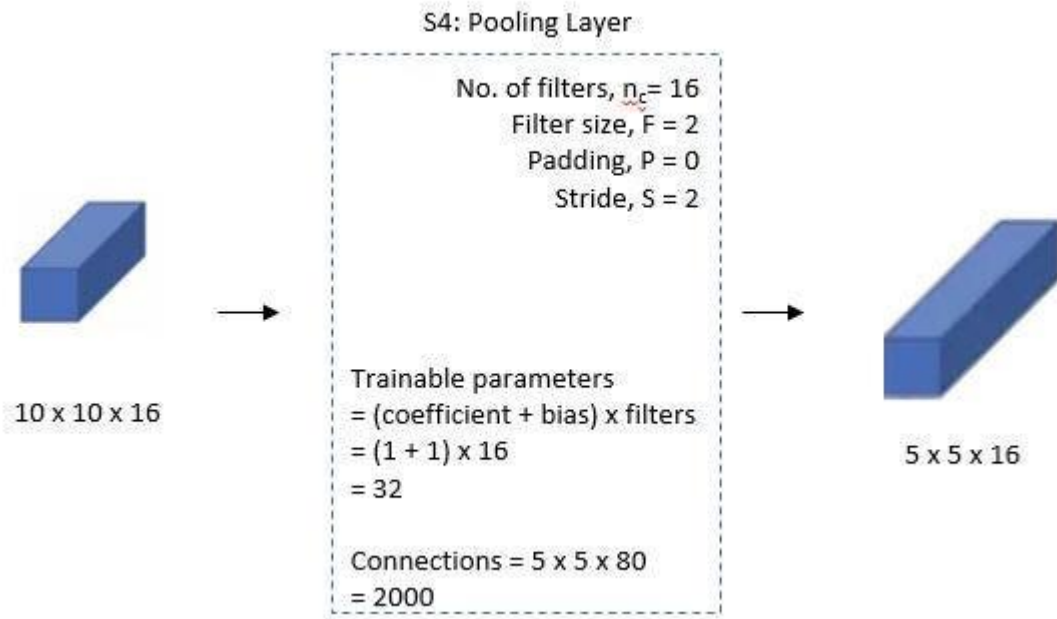 S4: Pooling Layer
No. of filters, nc= 16
Filter size, F = 2
Padding, P = 0
Stride, S = 2
10 x 10 x 16
Trainable parameters
= (coefficient + bias) x filters
= (1 + 1) x 16
= 32
Connections = 5 x 5 x 80
= 2000
5 x 5 x 16